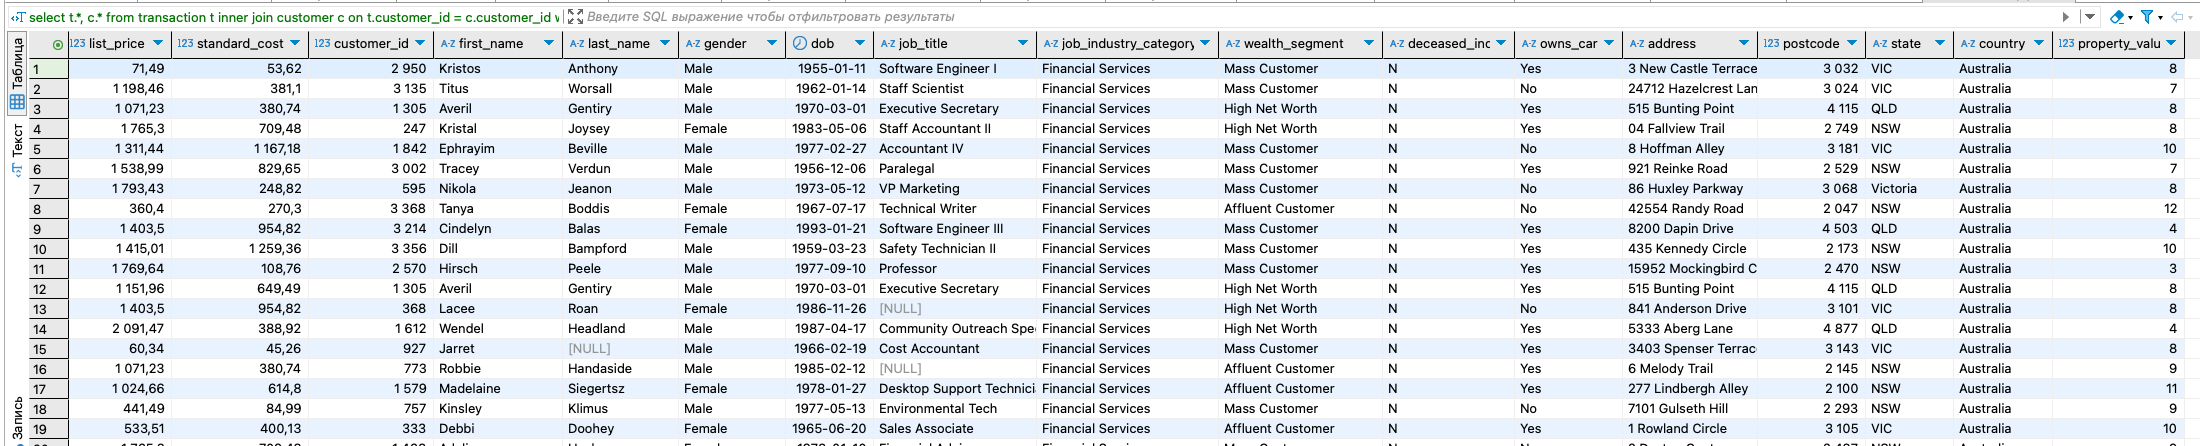 select t.*, c.* from transaction t inner join customer c on t.customer_id = c.customer_id Введите SQL выражение чтобы отфильтровать результаты
Таблица
Текст
Запись
123 list_price 123 standard_cost 123 customer_id A-Z first_name A-Z last_name A-Z gender dob A-Z job_title A-Z job_industry_category A-Z wealth_segment A-Z deceased_inc A-Z owns_car A-Z address 123 postcode A-Z state A-Z country 123 property_valu
1 71,49 53,62 2 950 Kristos Anthony Male 1955-01-11 Software Engineer I Financial Services Mass Customer N Yes 3 New Castle Terrace 3 032 VIC Australia 8
2 1 198,46 381,1 3 135 Titus Worsall Male 1962-01-14 Staff Scientist Financial Services Mass Customer N No 24712 Hazelcrest Lan 3 024 VIC Australia 7
3 1 071,23 380,74 1 305 Averil Gentiry Male 1970-03-01 Executive Secretary Financial Services High Net Worth N Yes 515 Bunting Point 4 115 QLD Australia 8
4 1 765,3 709,48 247 Kristal Joysey Female 1983-05-06 Staff Accountant II Financial Services High Net Worth N Yes 04 Fallview Trail 2 749 NSW Australia 8
5 1 311,44 1 167,18 1 842 Ephrayim Beville Male 1977-02-27 Accountant IV Financial Services Mass Customer N No 8 Hoffman Alley 3 181 VIC Australia 10
6 1 538,99 829,65 3 002 Tracey Verdun Male 1956-12-06 Paralegal Financial Services Mass Customer N Yes 921 Reinke Road 2 529 NSW Australia 7
7 1 793,43 248,82 595 Nikola Jeanon Male 1973-05-12 VP Marketing Financial Services Mass Customer N No 86 Huxley Parkway 3 068 Victoria Australia 8
8 360,4 270,3 3 368 Tanya Boddis Female 1967-07-17 Technical Writer Financial Services Affluent Customer N No 42554 Randy Road 2 047 NSW Australia 12
9 1 403,5 954,82 3 214 Cindelyn Balas Female 1993-01-21 Software Engineer III Financial Services Mass Customer N Yes 8200 Dapin Drive 4 503 QLD Australia 4
10 1 415,01 1 259,36 3 356 Dill Bampford Male 1959-03-23 Safety Technician II Financial Services Mass Customer N Yes 435 Kennedy Circle 2 173 NSW Australia 10
11 1 769,64 108,76 2 570 Hirsch Peele Male 1977-09-10 Professor Financial Services Mass Customer N Yes 15952 Mockingbird C 2 470 NSW Australia 3
12 1 151,96 649,49 1 305 Averil Gentiry Male 1970-03-01 Executive Secretary Financial Services High Net Worth N Yes 515 Bunting Point 4 115 QLD Australia 8
13 1 403,5 954,82 368 Lacee Roan Female 1986-11-26 [NULL] Financial Services High Net Worth N No 841 Anderson Drive 3 101 VIC Australia 8
14 2 091,47 388,92 1 612 Wendel Headland Male 1987-04-17 Community Outreach Spe Financial Services High Net Worth N Yes 5333 Aberg Lane 4 877 QLD Australia 4
15 60,34 45,26 927 Jarret [NULL] Male 1966-02-19 Cost Accountant Financial Services Mass Customer N Yes 3403 Spenser Terrac 3 143 VIC Australia 8
16 1 071,23 380,74 773 Robbie Handaside Male 1985-02-12 [NULL] Financial Services Affluent Customer N Yes 6 Melody Trail 2 145 NSW Australia 9
17 1 024,66 614,8 1 579 Madelaine Siegertsz Female 1978-01-27 Desktop Support Technici Financial Services Affluent Customer N Yes 277 Lindbergh Alley 2 100 NSW Australia 11
18 441,49 84,99 757 Kinsley Klimus Male 1977-05-13 Environmental Tech Financial Services Mass Customer N No 7101 Gulseth Hill 2 293 NSW Australia 9
19 533,51 400,13 333 Debbi Doohey Female 1965-06-20 Sales Associate Financial Services Affluent Customer N Yes 1 Rowland Circle 3 105 VIC Australia 10